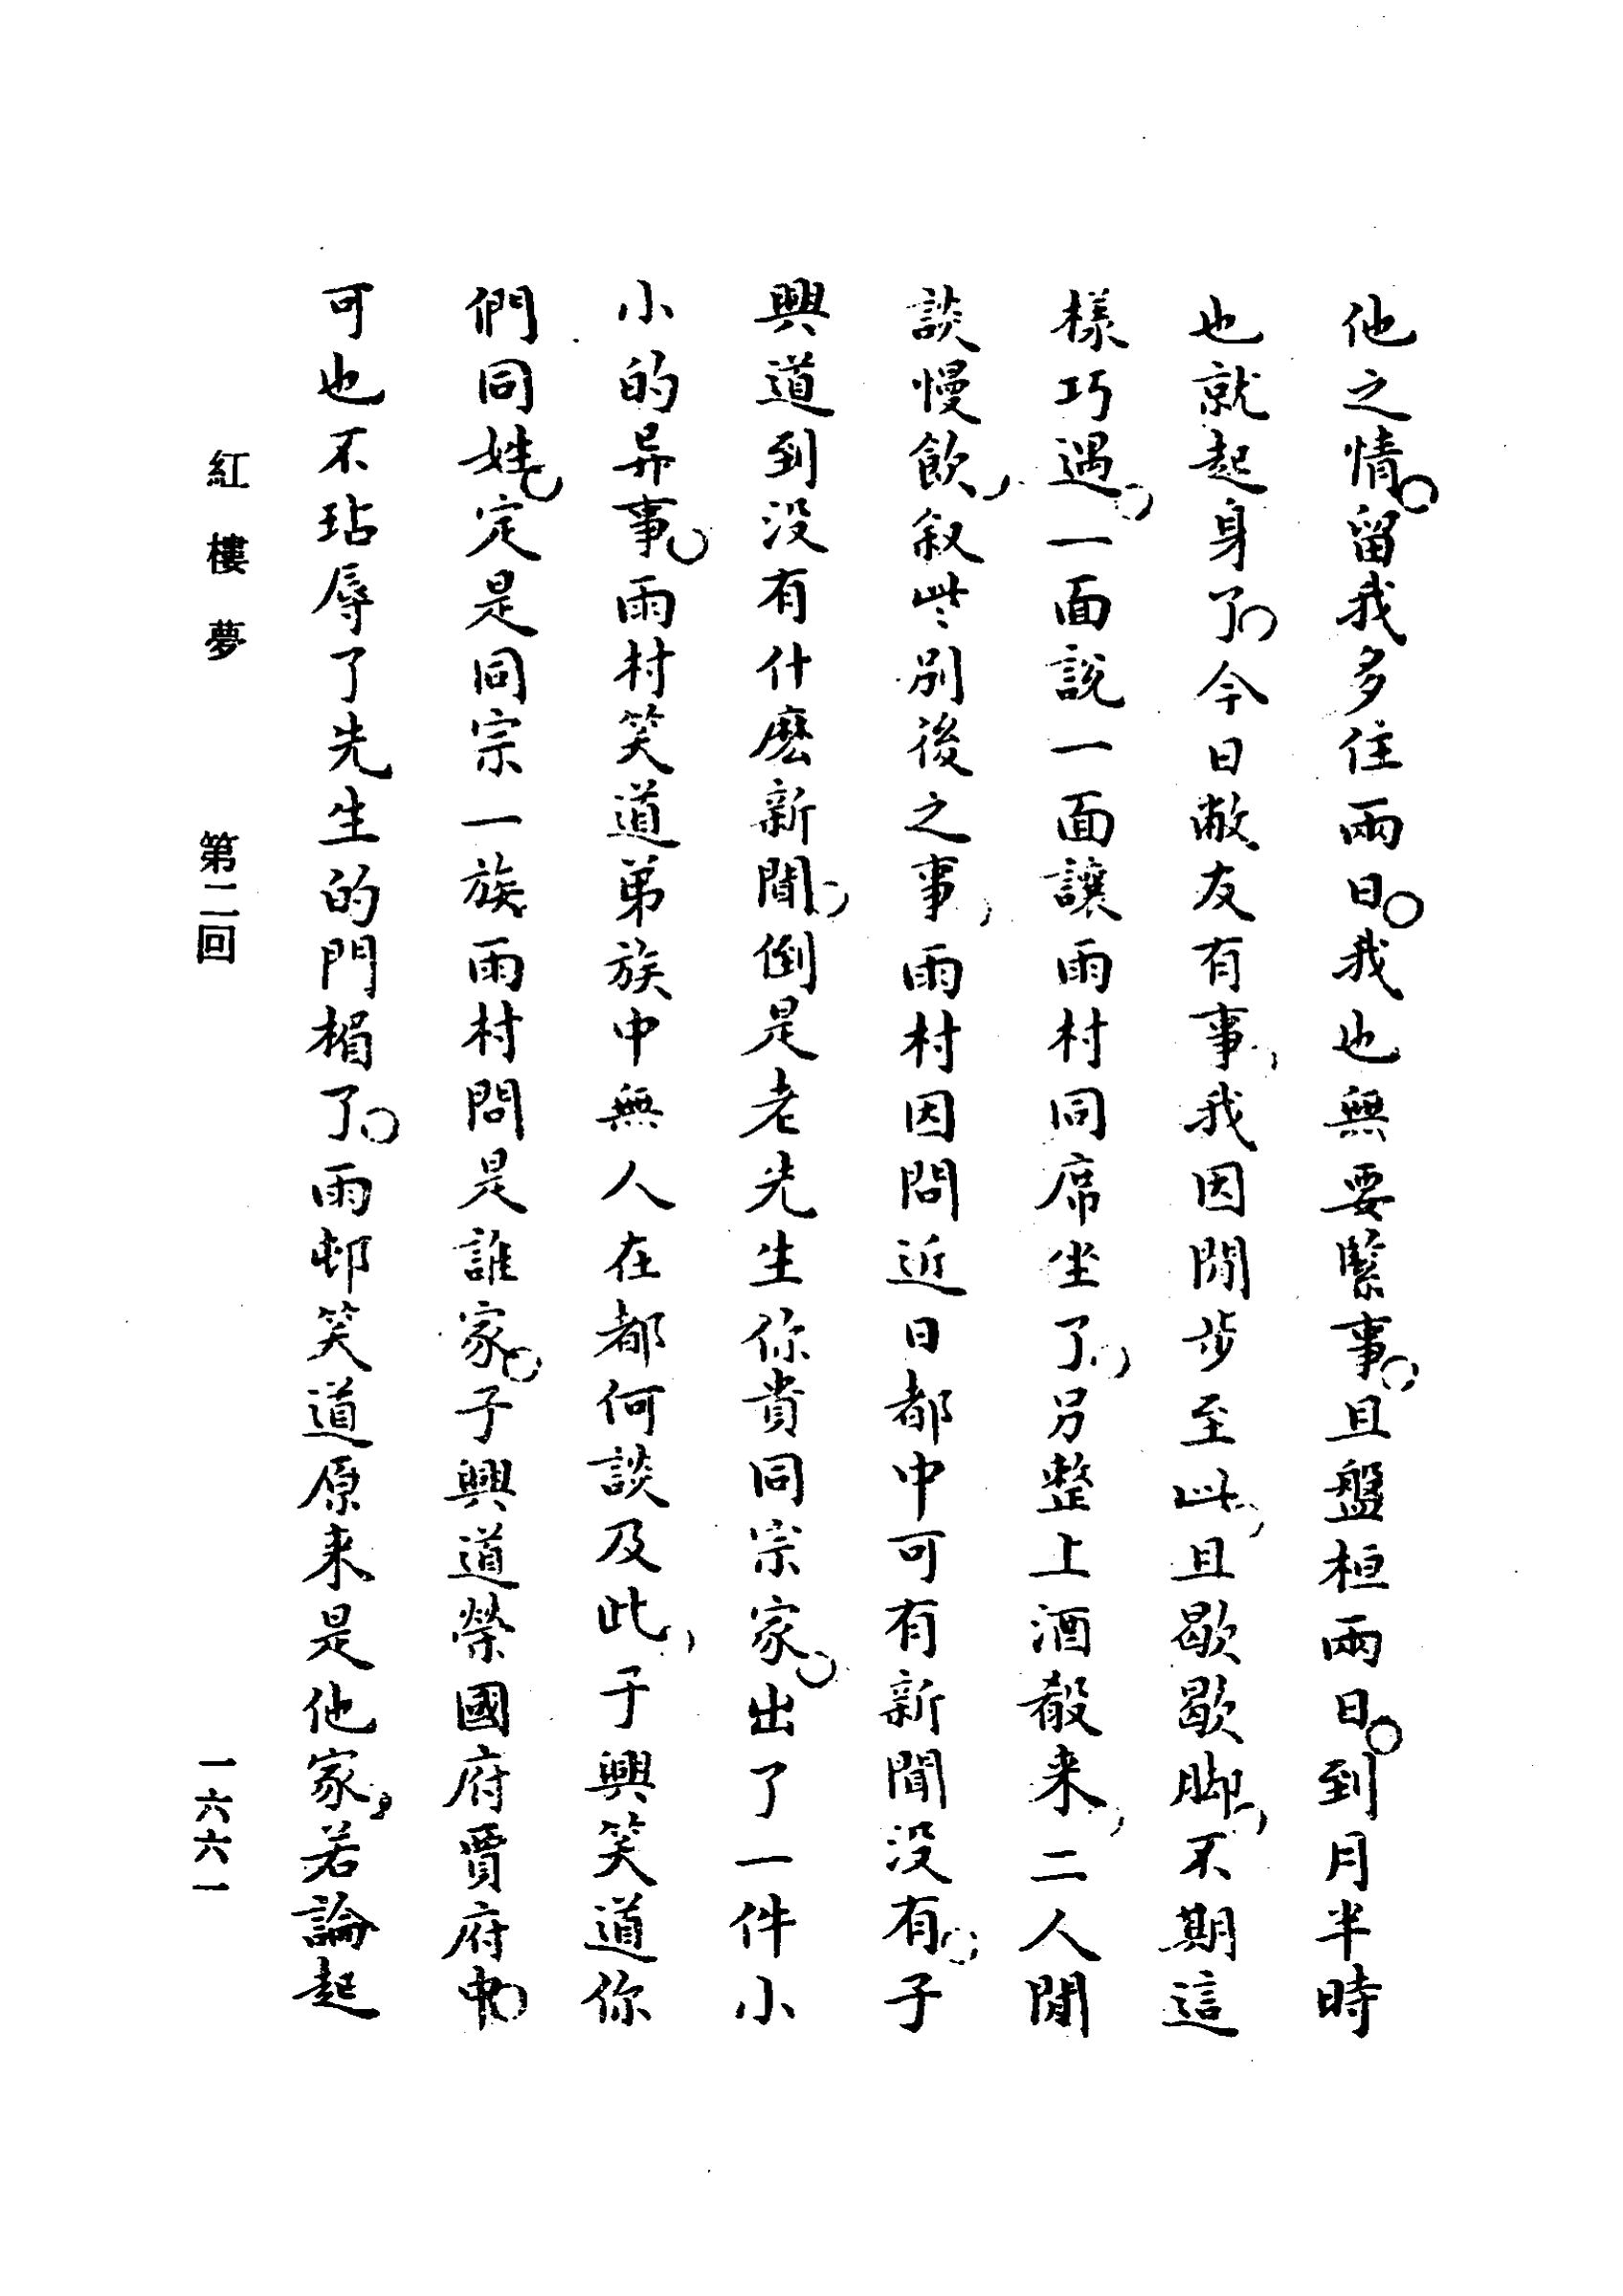 他之情留我多住兩日我也無要緊事且盤桓兩日到月半時
也就起身了今日敝友有事我因閒步至此且歇歇脚不期這
樣巧遇一面說一面讓雨村同席坐了另整上酒殽来二人閒
談慢飲叙些別後之事雨村因問近日都中可有新聞没有子
興道到没有什麽新聞倒是老先生你貴同宗家出了一件小
小的异事雨村笑道弟族中無人在都何談及此于興笑道你
們同姓定是同宗一族雨村問是誰家子興道榮國府賈府中
可也不玷辱了先生的門楣了雨邨笑道原来是他家若論起
紅樓夢 第二回 一六六一